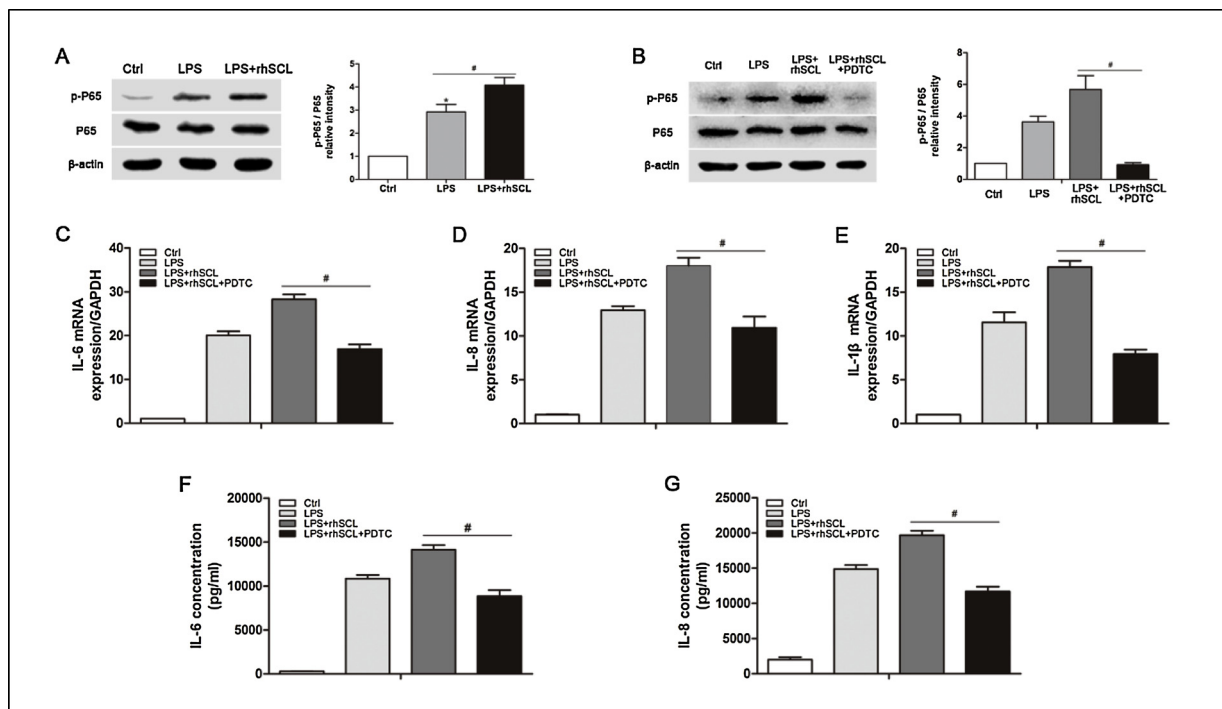 A
Ctrl LPS LPS+rhSCL
p-P65
P65
β-actin
p-P65 / P65
relative intensity
5
4
3
2
1
0
#
*
Ctrl LPS LPS+rhSCL
B
Ctrl LPS LPS+
rhSCL LPS+rhSCL
+PDTC
p-P65
P65
β-actin
p-P65 / P65
relative intensity
8
6
4
2
0
#
Ctrl LPS LPS+
rhSCL LPS+rhSCL
+PDTC
C
IL-6 mRNA
expression/GAPDH
40
30
20
10
0
Ctrl
LPS
LPS+rhSCL
LPS+rhSCL+PDTC
#
D
IL-8 mRNA
expression/GAPDH
20
15
10
5
0
Ctrl
LPS
LPS+rhSCL
LPS+rhSCL+PDTC
#
E
IL-1β mRNA
expression/GAPDH
20
15
10
5
0
Ctrl
LPS
LPS+rhSCL
LPS+rhSCL+PDTC
#
F
IL-6 concentration
(pg/ml)
20000
15000
10000
5000
0
Ctrl
LPS
LPS+rhSCL
LPS+rhSCL+PDTC
#
G
IL-8 concentration
(pg/ml)
25000
20000
15000
10000
5000
0
Ctrl
LPS
LPS+rhSCL
LPS+rhSCL+PDTC
#